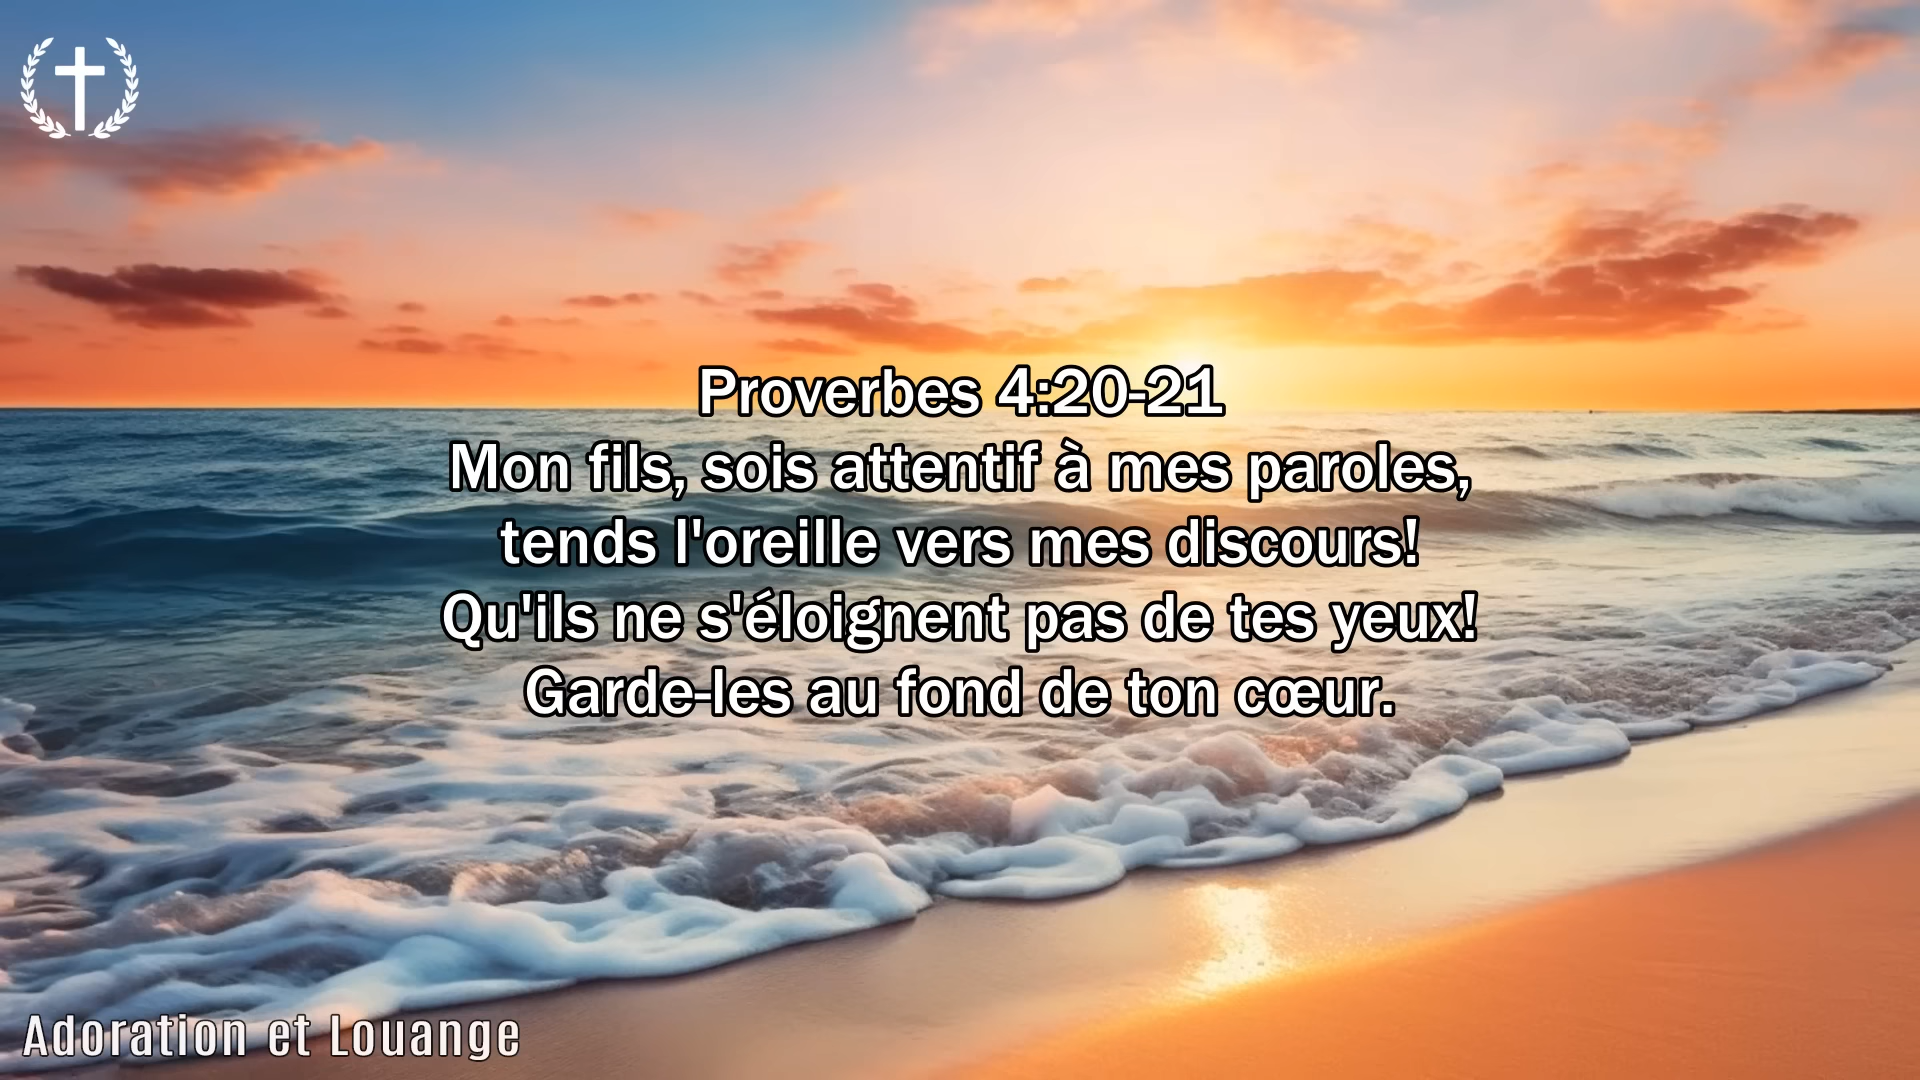 Proverbes 4:20-21
Mon fils, sois attentif à mes paroles,
tends l'oreille vers mes discours!
Qu'ils ne s'éloignent pas de tes yeux!
Garde-les au fond de ton cœur.
Adoration et Louange